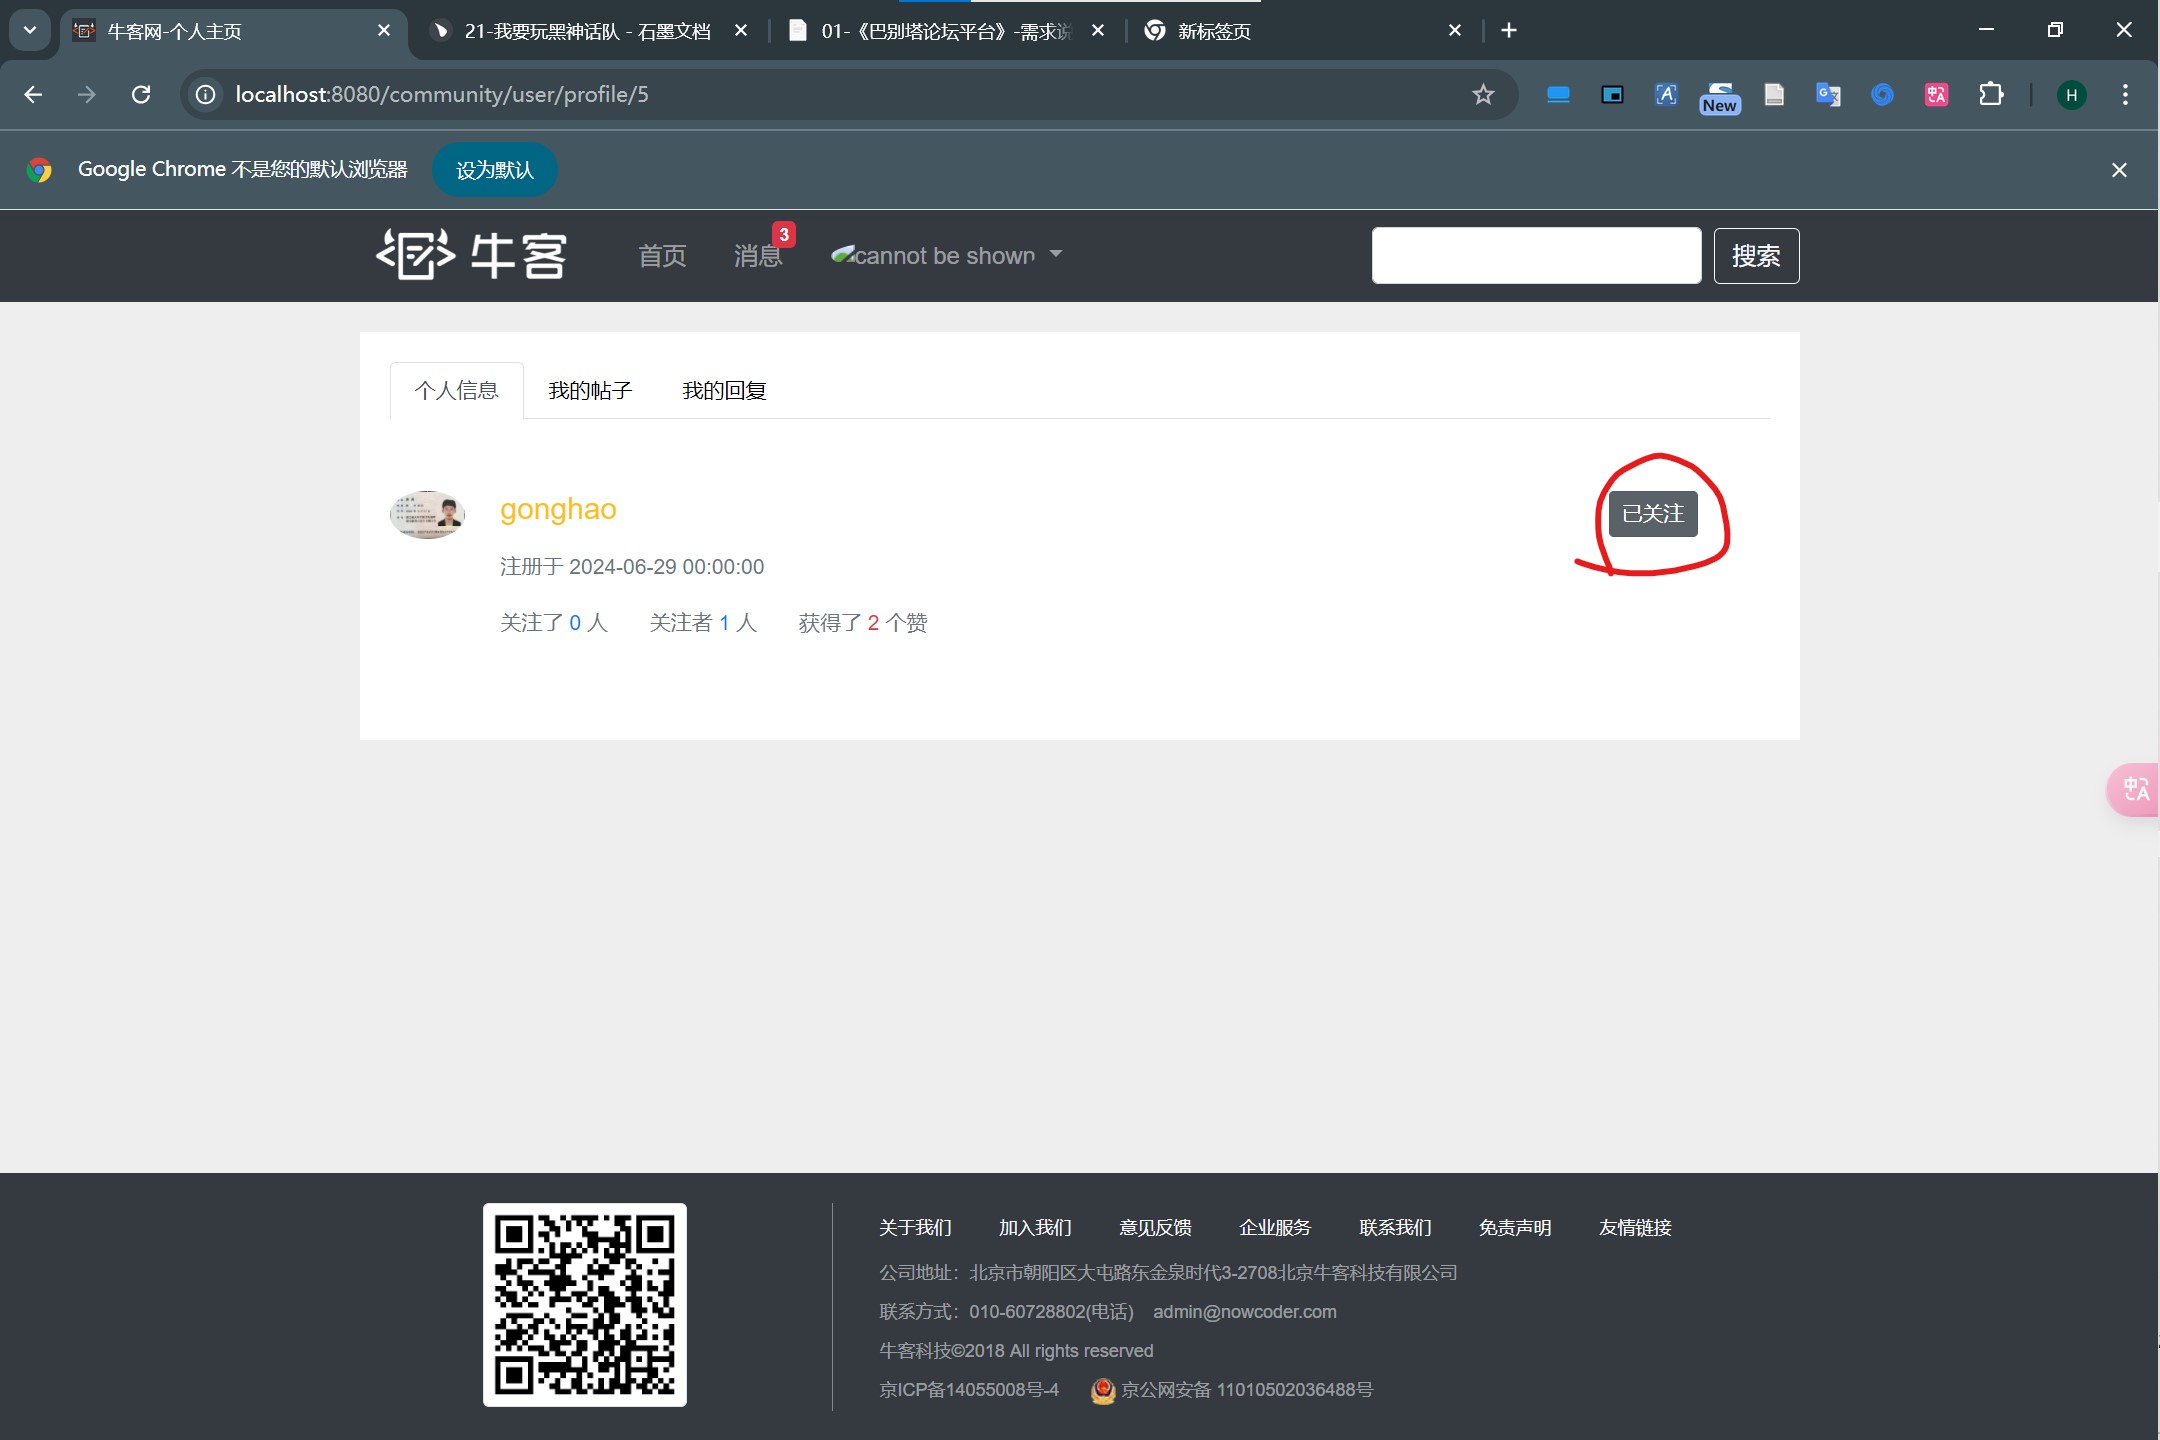 牛客网-个人主页
21-我要玩黑神话队 - 石墨文档
01-《巴别塔论坛平台》-需求说
新标签页
localhost:8080/community/user/profile/5
New
H
Google Chrome 不是您的默认浏览器
设为默认
牛客
首页
消息
3
cannot be shown
搜索
个人信息
我的帖子
我的回复
gonghao
已关注
注册于 2024-06-29 00:00:00
关注了 0 人
关注者 1 人
获得了 2 个赞
关于我们
加入我们
意见反馈
企业服务
联系我们
免责声明
友情链接
公司地址：北京市朝阳区大屯路东金泉时代3-2708北京牛客科技有限公司
联系方式：010-60728802(电话) admin@nowcoder.com
牛客科技©2018 All rights reserved
京ICP备14055008号-4
京公网安备 11010502036488号